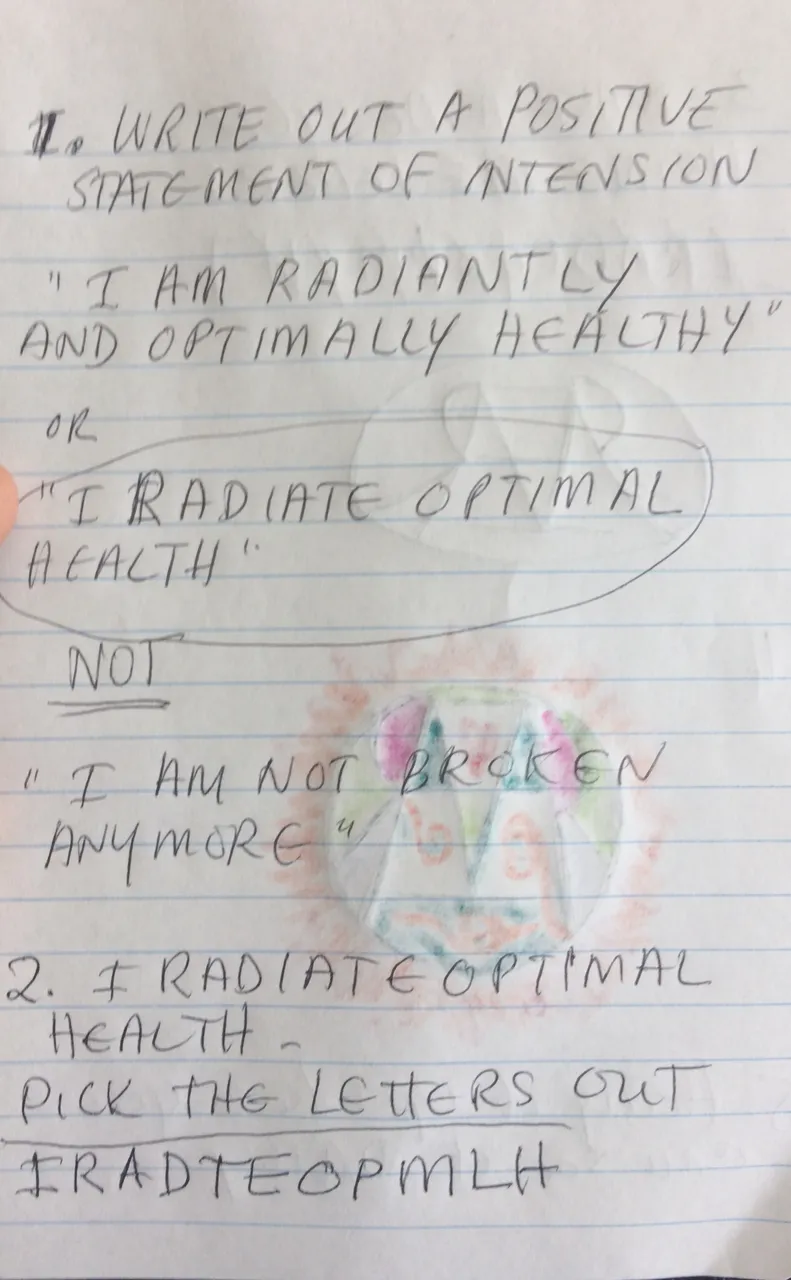 1. WRITE OUT A POSITIVE
STATEMENT OF INTENSION
"I AM RADIANTLY
AND OPTIMALLY HEALTHY"
OR
"I RADIATE OPTIMAL
HEALTH"
NOT
"I AM NOT BROKEN
ANYMORE"
2. I RADIATE OPTIMAL
HEALTH -
PICK THE LETTERS OUT
IRADTEOPMLH